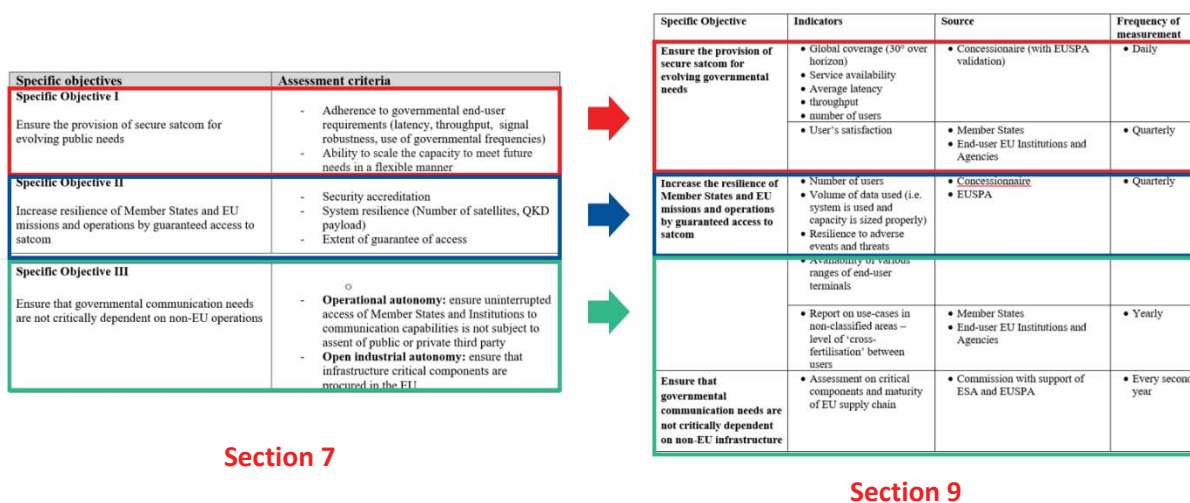 Specific objectives Assessment criteria
Specific Objective I
Ensure the provision of secure satcom for
evolving public needs
- Adherence to governmental end-user
requirements (latency, throughput, signal
robustness, use of governmental frequencies)
- Ability to scale the capacity to meet future
needs in a flexible manner
Specific Objective II
Increase resilience of Member States and EU
missions and operations by guaranteed access to
satcom
- Security accreditation
- System resilience (Number of satellites, QKD
payload)
- Extent of guarantee of access
Specific Objective III
Ensure that governmental communication needs
are not critically dependent on non-EU operations
○
- Operational autonomy: ensure uninterrupted
access of Member States and Institutions to
communication capabilities is not subject to
assent of public or private third party
- Open industrial autonomy: ensure that
infrastructure critical components are
procured in the EU
Section 7
Specific Objective Indicators Source Frequency of
measurement
Ensure the provision of
secure satcom for
evolving governmental
needs
• Global coverage (30° over
horizon)
• Service availability
• Average latency
• throughput
• number of users
• Concessionaire (with EUSPA
validation)
• Daily
• User's satisfaction
• Member States
• End-user EU Institutions and
Agencies
• Quarterly
Increase the resilience of
Member States and EU
missions and operations
by guaranteed access to
satcom
• Number of users
• Volume of data used (i.e.
system is used and
capacity is sized properly)
• Resilience to adverse
events and threats
• Concessionnaire
• EUSPA
• Quarterly
• Availability of various
ranges of end-user
terminals
• Report on use-cases in
non-classified areas –
level of 'cross-
fertilisation' between
users
• Member States
• End-user EU Institutions and
Agencies
• Yearly
Ensure that
governmental
communication needs are
not critically dependent
on non-EU infrastructure
• Assessment on critical
components and maturity
of EU supply chain
• Commission with support of
ESA and EUSPA
• Every second
year
Section 9